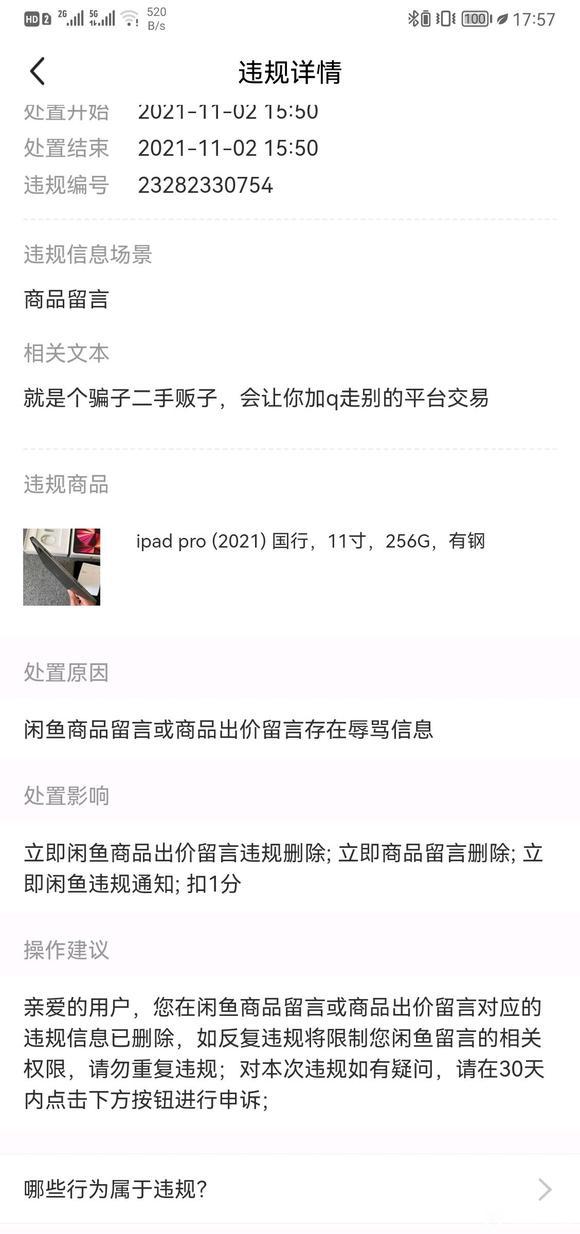 HD 2 2G 5G 520 B/s 100 17:57
违规详情
处置开始 2021-11-02 15:50
处置结束 2021-11-02 15:50
违规编号 23282330754
违规信息场景
商品留言
相关文本
就是个骗子二手贩子，会让你加q走别的平台交易
违规商品
ipad pro (2021) 国行，11寸，256G，有钢
处置原因
闲鱼商品留言或商品出价留言存在辱骂信息
处置影响
立即闲鱼商品出价留言违规删除; 立即商品留言删除; 立
即闲鱼违规通知; 扣1分
操作建议
亲爱的用户，您在闲鱼商品留言或商品出价留言对应的
违规信息已删除，如反复违规将限制您闲鱼留言的相关
权限，请勿重复违规；对本次违规如有疑问，请在30天
内点击下方按钮进行申诉；
哪些行为属于违规？